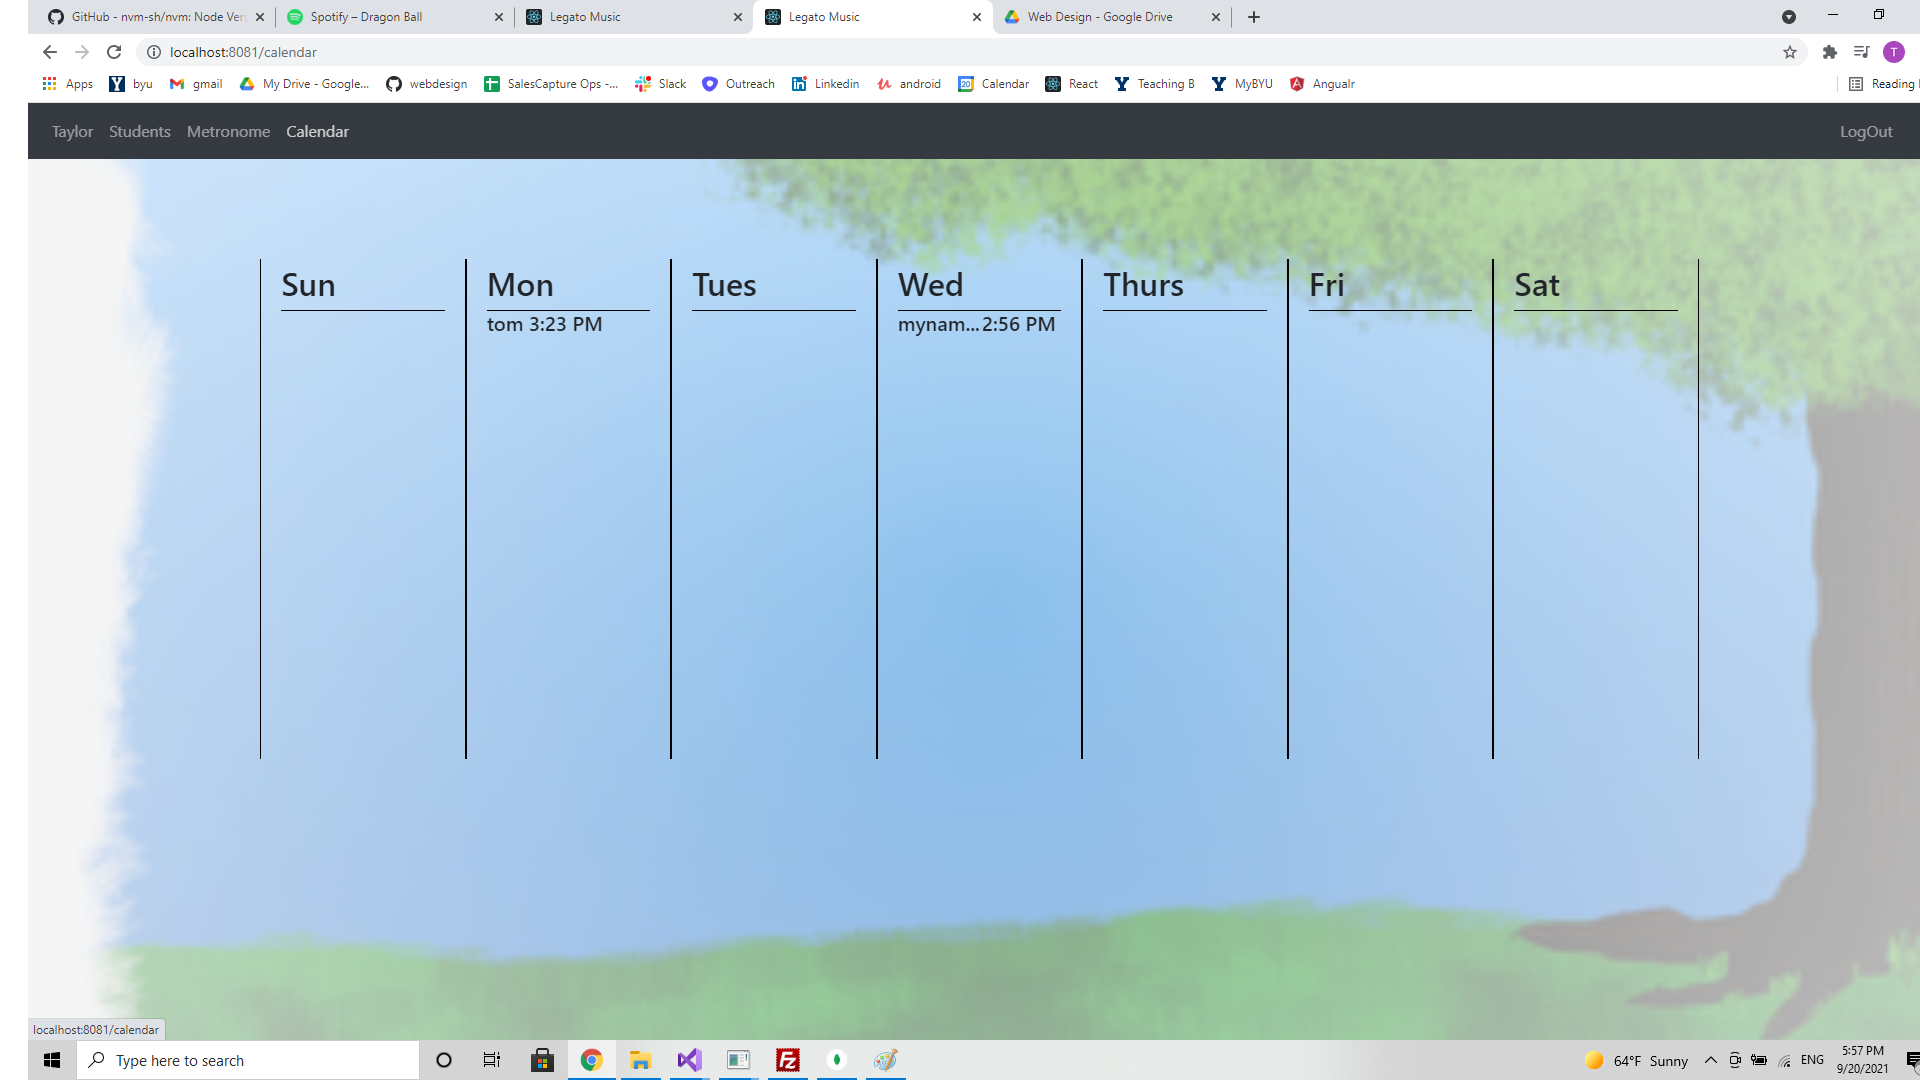 GitHub - nvm-sh/nvm: Node Ver
Spotify – Dragon Ball
Legato Music
Legato Music
Web Design - Google Drive
localhost:8081/calendar
T
Apps
byu
gmail
My Drive - Google...
webdesign
SalesCapture Ops -...
Slack
Outreach
Linkedin
android
Calendar
React
Teaching B
MyBYU
Angualr
Reading
Taylor
Students
Metronome
Calendar
LogOut
Sun
Mon
Tues
Wed
Thurs
Fri
Sat
tom 3:23 PM
mynam...2:56 PM
localhost:8081/calendar
Type here to search
Fz
64°F Sunny
ENG
5:57 PM
9/20/2021